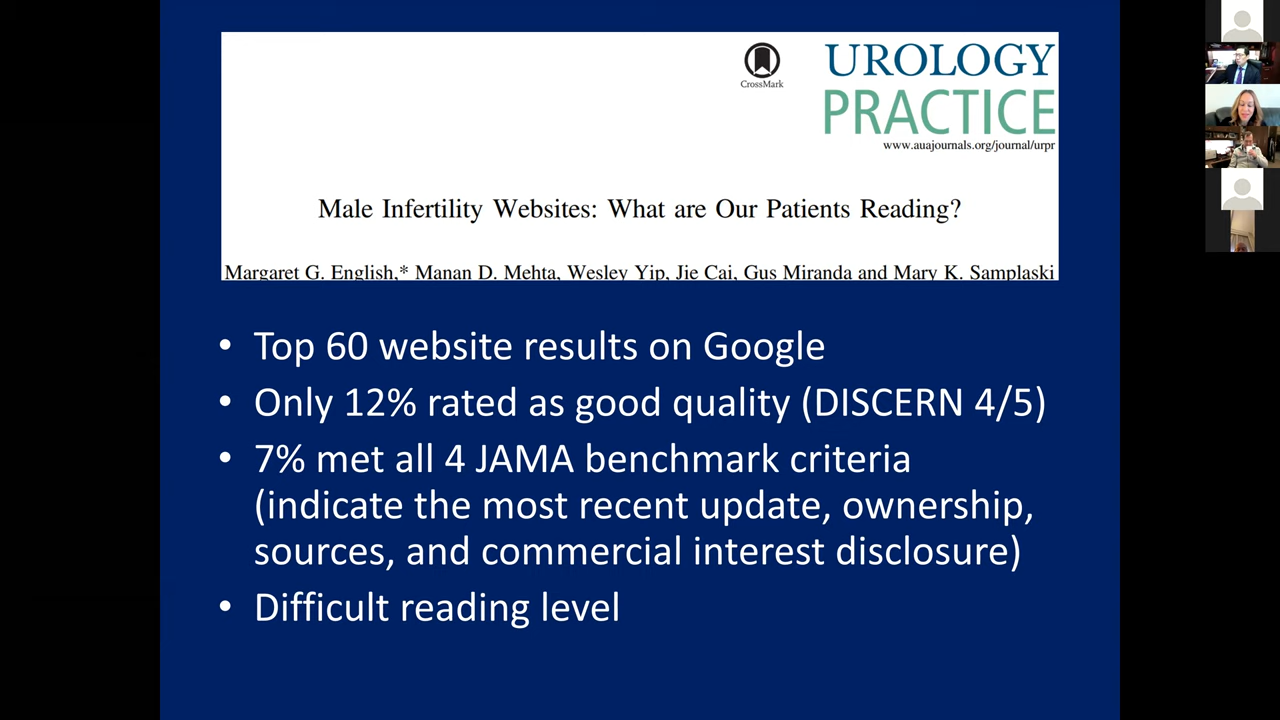 CrossMark
UROLOGY
PRACTICE
www.auajournals.org/journal/urpr
Male Infertility Websites: What are Our Patients Reading?
Margaret G. English,* Manan D. Mehta, Wesley Yip, Jie Cai, Gus Miranda and Mary K. Samplaski
• Top 60 website results on Google
• Only 12% rated as good quality (DISCERN 4/5)
• 7% met all 4 JAMA benchmark criteria
(indicate the most recent update, ownership,
sources, and commercial interest disclosure)
• Difficult reading level